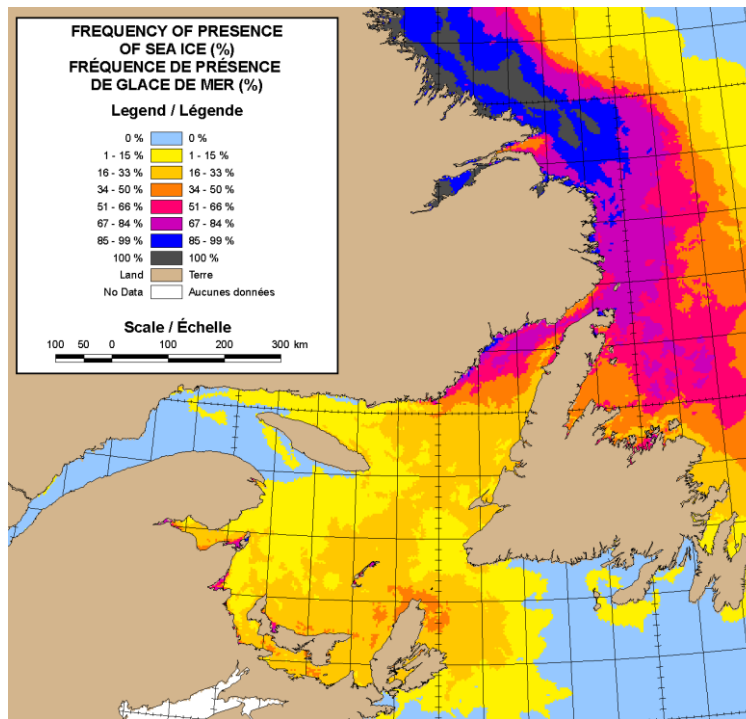 FREQUENCY OF PRESENCE
OF SEA ICE (%)
FRÉQUENCE DE PRÉSENCE
DE GLACE DE MER (%)
Legend / Légende
0 % 0 %
1 - 15 % 1 - 15 %
16 - 33 % 16 - 33 %
34 - 50 % 34 - 50 %
51 - 66 % 51 - 66 %
67 - 84 % 67 - 84 %
85 - 99 % 85 - 99 %
100 % 100 %
Land Terre
No Data Aucunes données
Scale / Échelle
100 50 0 100 200 300 km